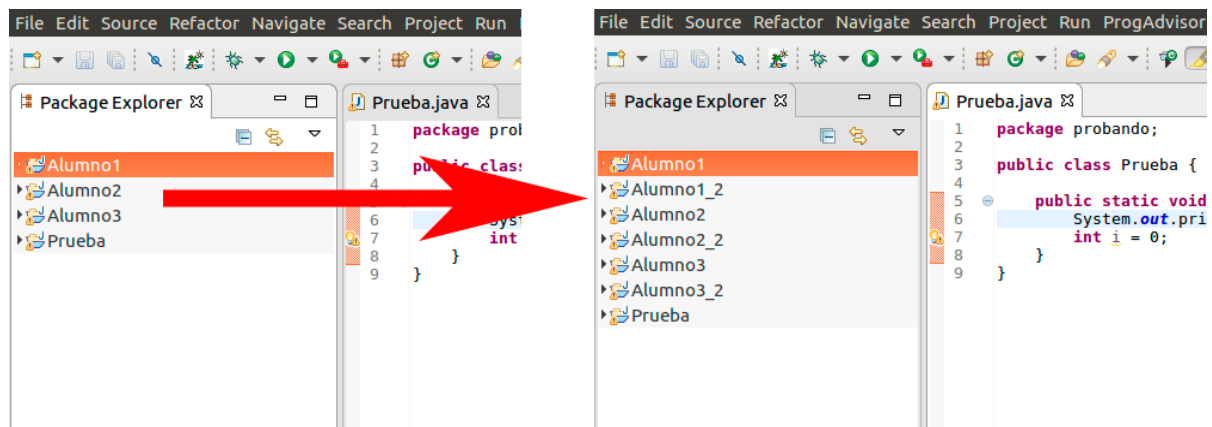 File Edit Source Refactor Navigate Search Project Run
Package Explorer
Prueba.java
Alumno1
Alumno2
Alumno3
Prueba
1 package prob
2
3 public clas
4
6 Syst
7 int
8 }
9 }
File Edit Source Refactor Navigate Search Project Run ProgAdvisor
Package Explorer
Prueba.java
Alumno1
Alumno1_2
Alumno2
Alumno2_2
Alumno3
Alumno3_2
Prueba
1 package probando;
2
3 public class Prueba {
4
5 public static void
6 System.out.pri
7 int i = 0;
8 }
9 }